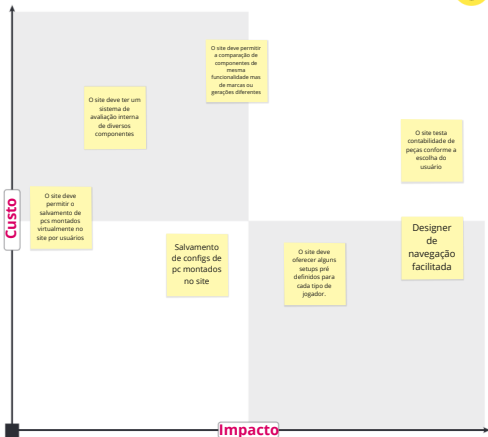 O site deve permitir
a comparação de
componentes de
mesma
funcionalidade mas
de marcas ou
gerações diferentes
O site deve ter um
sistema de
avaliação interna
de diversos
componentes
O site testa
contabilidade de
peças conforme a
escolha do
usuário
O site deve
permitir o
salvamento de
pcs montados
virtualmente no
site por usuários
Custo
Salvamento
de configs de
pc montados
no site
O site deve
oferecer alguns
setups pré
definidos para
cada tipo de
jogador.
Designer
de
navegação
facilitada
Impacto